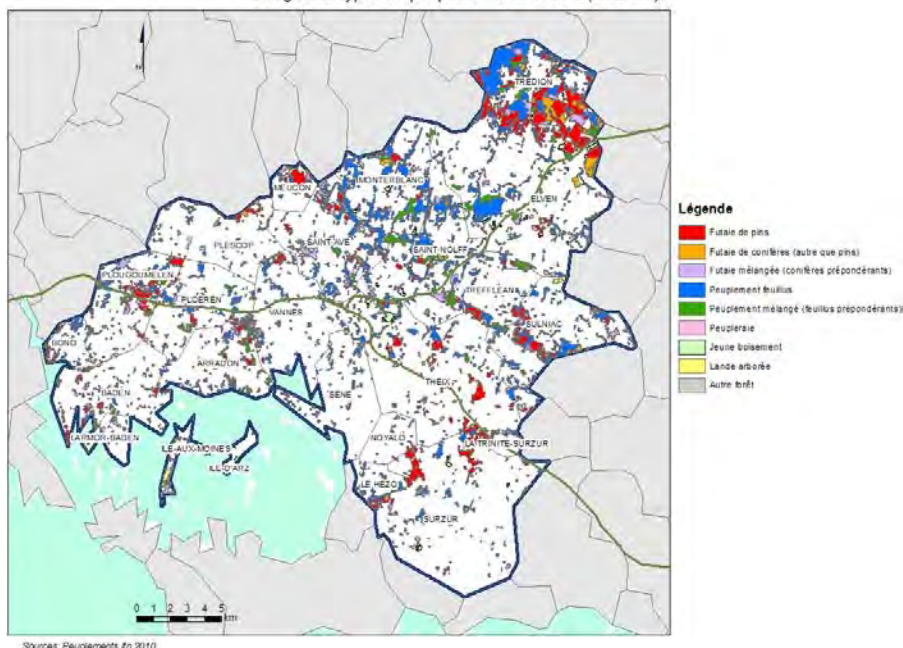 N
TREDION
MEUCON
MONTERBLANC
ELVEN
PLESCOP
SAINT-AVE
SAINT-NOLFF
PLOUGOUMELEN
TREFFLEAN
PLOEREN
VANNES
SULNIAC
BONO
ARRADON
THEIX
BADEN
SENE
LARMOR-BADEN
ILE-AUX-MOINES
NOYALO
LA TRINITE-SURZUR
ILE-D'ARZ
LE HEZO
SURZUR
0 1 2 3 4 5
km
Légende
Futaie de pins
Futaie de conifères (autre que pins)
Futaie mélangée (conifères prépondérants)
Peuplement feuillus
Peuplement mélangé (feuillus prépondérants)
Peupleraie
Jeune boisement
Lande arborée
Autre forêt
Sources: Peuplements ifn 2010